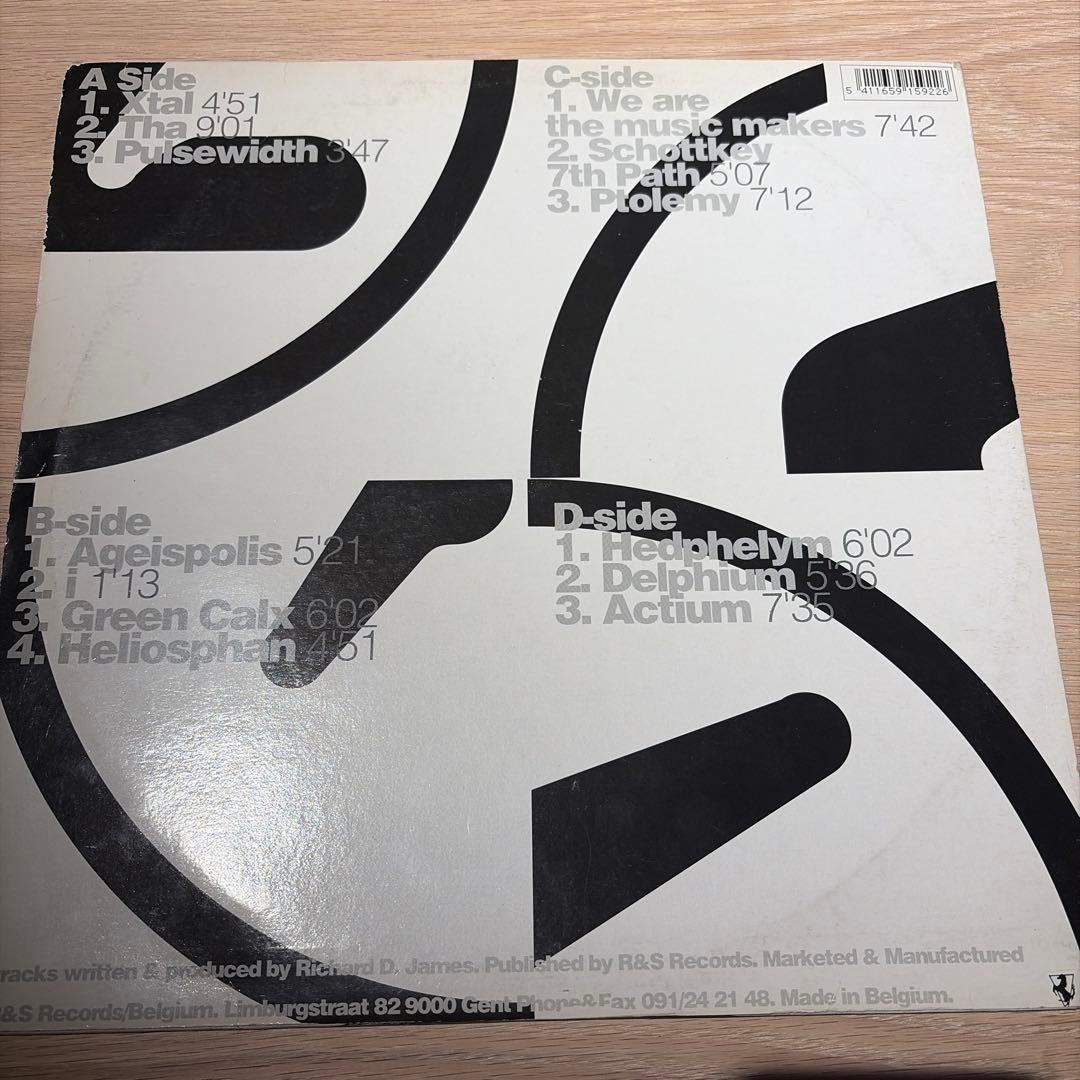 A Side
1. Xtal 4'51
2. Tha 9'01
3. Pulsewidth 3'47
C-side
1. We are
the music makers 7'42
2. Schottkey
7th Path 5'07
3. Ptolemy 7'12
5 411659 159226
B-side
1. Ageispolis 5'21
2. i 1'13
3. Green Calx 6'02
4. Heliosphan 4'51
D-side
1. Hedphelym 6'02
2. Delphium 5'36
3. Actium 7'35
racks written & produced by Richard D. James. Published by R&S Records. Marketed & Manufactured
&S Records/Belgium. Limburgstraat 82 9000 Gent Phone&Fax 091/24 21 48. Made in Belgium.